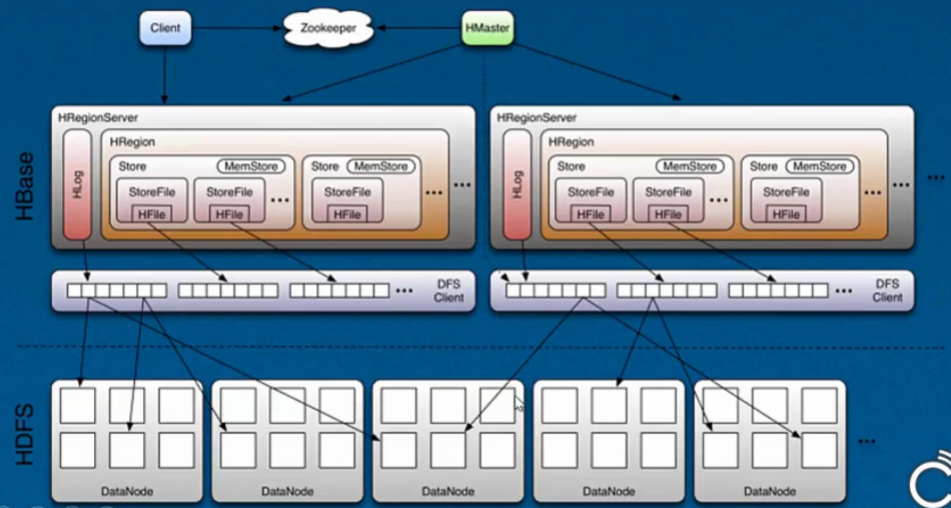 Client
Zookeeper
HMaster
HBase
HRegionServer
HLog
HRegion
Store
MemStore
StoreFile
HFile
StoreFile
HFile
...
Store
MemStore
StoreFile
HFile
...
...
HRegionServer
HLog
HRegion
Store
MemStore
StoreFile
HFile
StoreFile
HFile
...
Store
MemStore
StoreFile
HFile
...
...
...
...
DFS
Client
...
DFS
Client
HDFS
DataNode
DataNode
DataNode
DataNode
DataNode
...